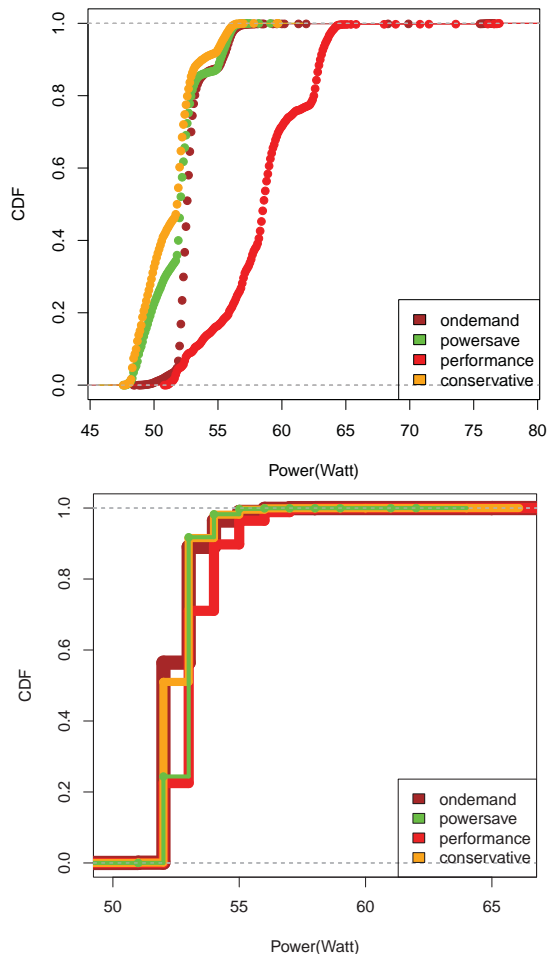 1.0
0.8
0.6
0.4
0.2
0.0
CDF
45 50 55 60 65 70 75 80
Power(Watt)
ondemand
powersave
performance
conservative
1.0
0.8
0.6
0.4
0.2
0.0
CDF
50 55 60 65
Power(Watt)
ondemand
powersave
performance
conservative